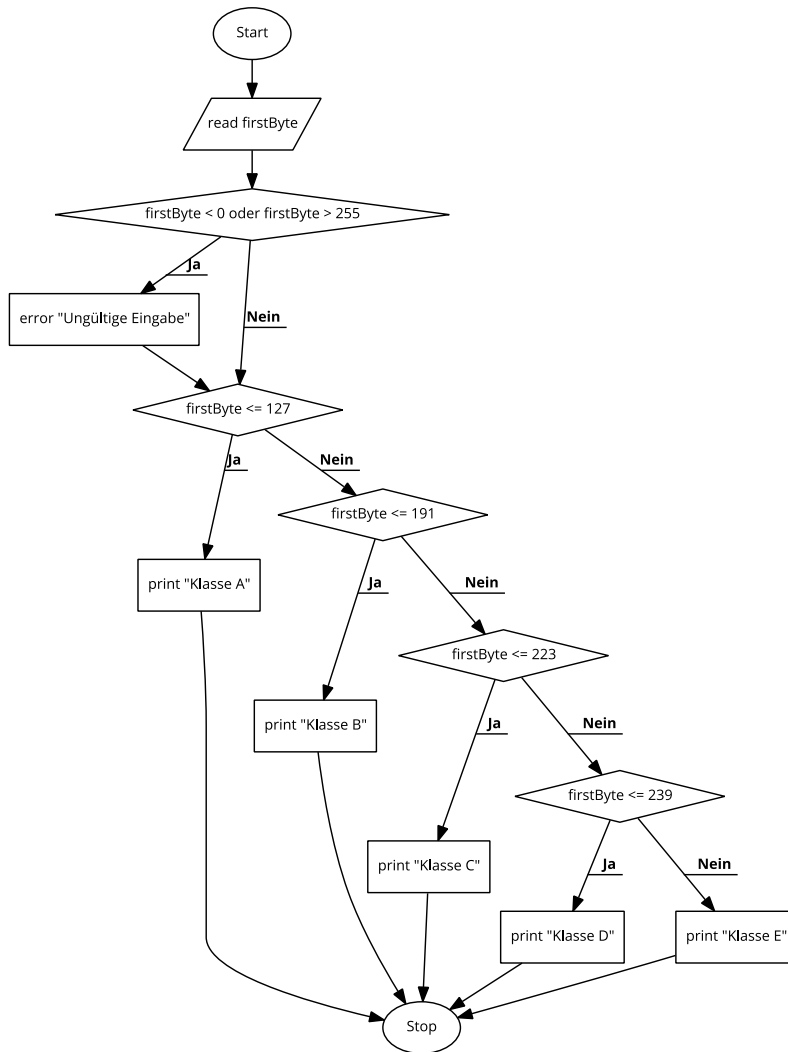 Start
read firstByte
firstByte < 0 oder firstByte > 255
Ja
error "Ungültige Eingabe"
Nein
firstByte <= 127
Ja
Nein
firstByte <= 191
print "Klasse A"
Ja
Nein
firstByte <= 223
print "Klasse B"
Ja
Nein
firstByte <= 239
print "Klasse C"
Ja
Nein
print "Klasse D"
print "Klasse E"
Stop